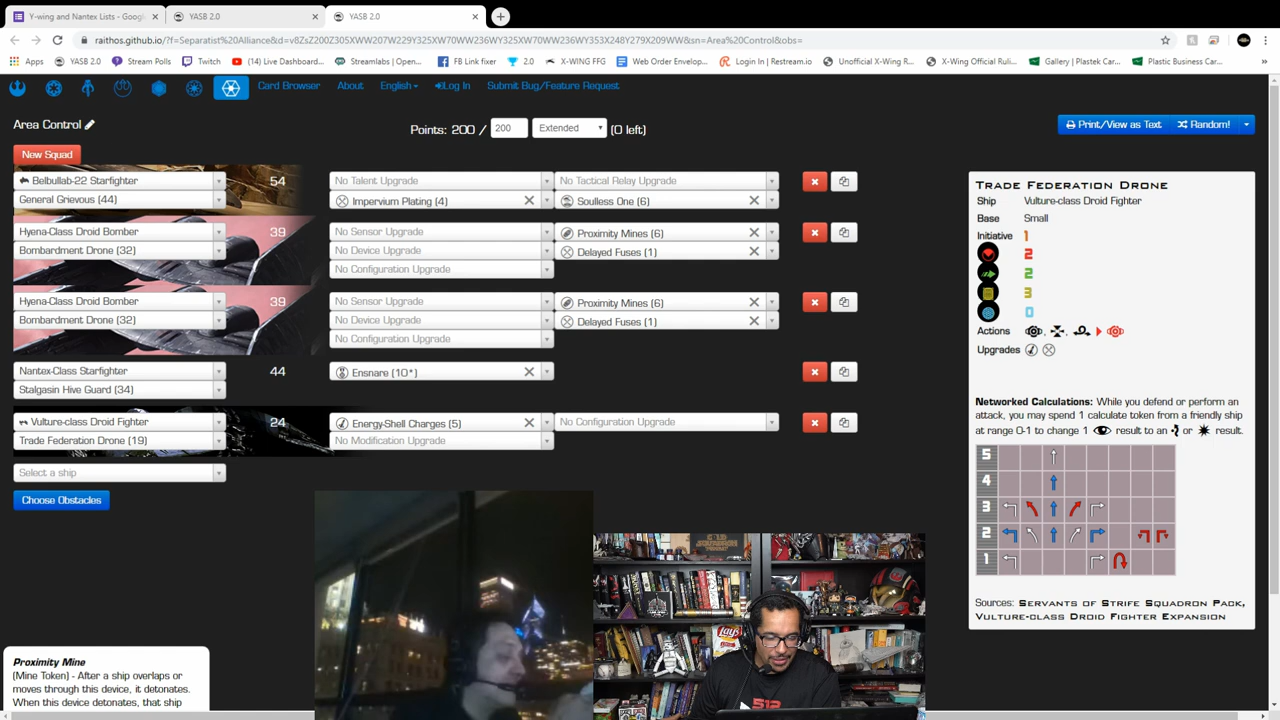 Y-wing and Nantex Lists - Googl
YASB 2.0
YASB 2.0
raithos.github.io/?f=Separatist%20Alliance&d=v8ZsZ200Z305XWW207W229Y325XW70WW236WY325XW70WW236WY353X248Y279X209WW&sn=Area%20Control&obs=
Apps
YASB 2.0
Stream Polls
Twitch
(14) Live Dashboard...
Streamlabs | Open...
FB Link fixer
2.0
X-WING FFG
Web Order Envelop...
Login In | Restream.io
Unofficial X-Wing R...
X-Wing Official Ruli...
Gallery | Plastek Car...
Plastic Business Car...
Card Browser
About
English
Log In
Submit Bug/Feature Request
Area Control
Points: 200 / 200 Extended (0 left)
Print/View as Text
Random!
New Squad
Belbullab-22 Starfighter
54
No Talent Upgrade
No Tactical Relay Upgrade
General Grievous (44)
Impervium Plating (4)
Soulless One (6)
Hyena-Class Droid Bomber
39
No Sensor Upgrade
Proximity Mines (6)
Bombardment Drone (32)
No Device Upgrade
Delayed Fuses (1)
No Configuration Upgrade
Hyena-Class Droid Bomber
39
No Sensor Upgrade
Proximity Mines (6)
Bombardment Drone (32)
No Device Upgrade
Delayed Fuses (1)
No Configuration Upgrade
Nantex-Class Starfighter
44
Ensnare (10*)
Stalgasin Hive Guard (34)
Vulture-class Droid Fighter
24
Energy-Shell Charges (5)
No Configuration Upgrade
Trade Federation Drone (19)
No Modification Upgrade
Select a ship
Choose Obstacles
Trade Federation Drone
Ship Vulture-class Droid Fighter
Base Small
Initiative 1
2
2
3
0
Actions
Upgrades
Networked Calculations: While you defend or perform an
attack, you may spend 1 calculate token from a friendly ship
at range 0-1 to change 1 result to an or result.
5
4
3
2
1
Sources: Servants of Strife Squadron Pack,
Vulture-class Droid Fighter Expansion
Proximity Mine
(Mine Token) - After a ship overlaps or
moves through this device, it detonates.
When this device detonates, that ship
Lay's
512